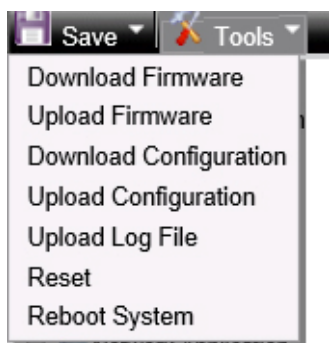 Save Tools
Download Firmware
Upload Firmware
Download Configuration
Upload Configuration
Upload Log File
Reset
Reboot System